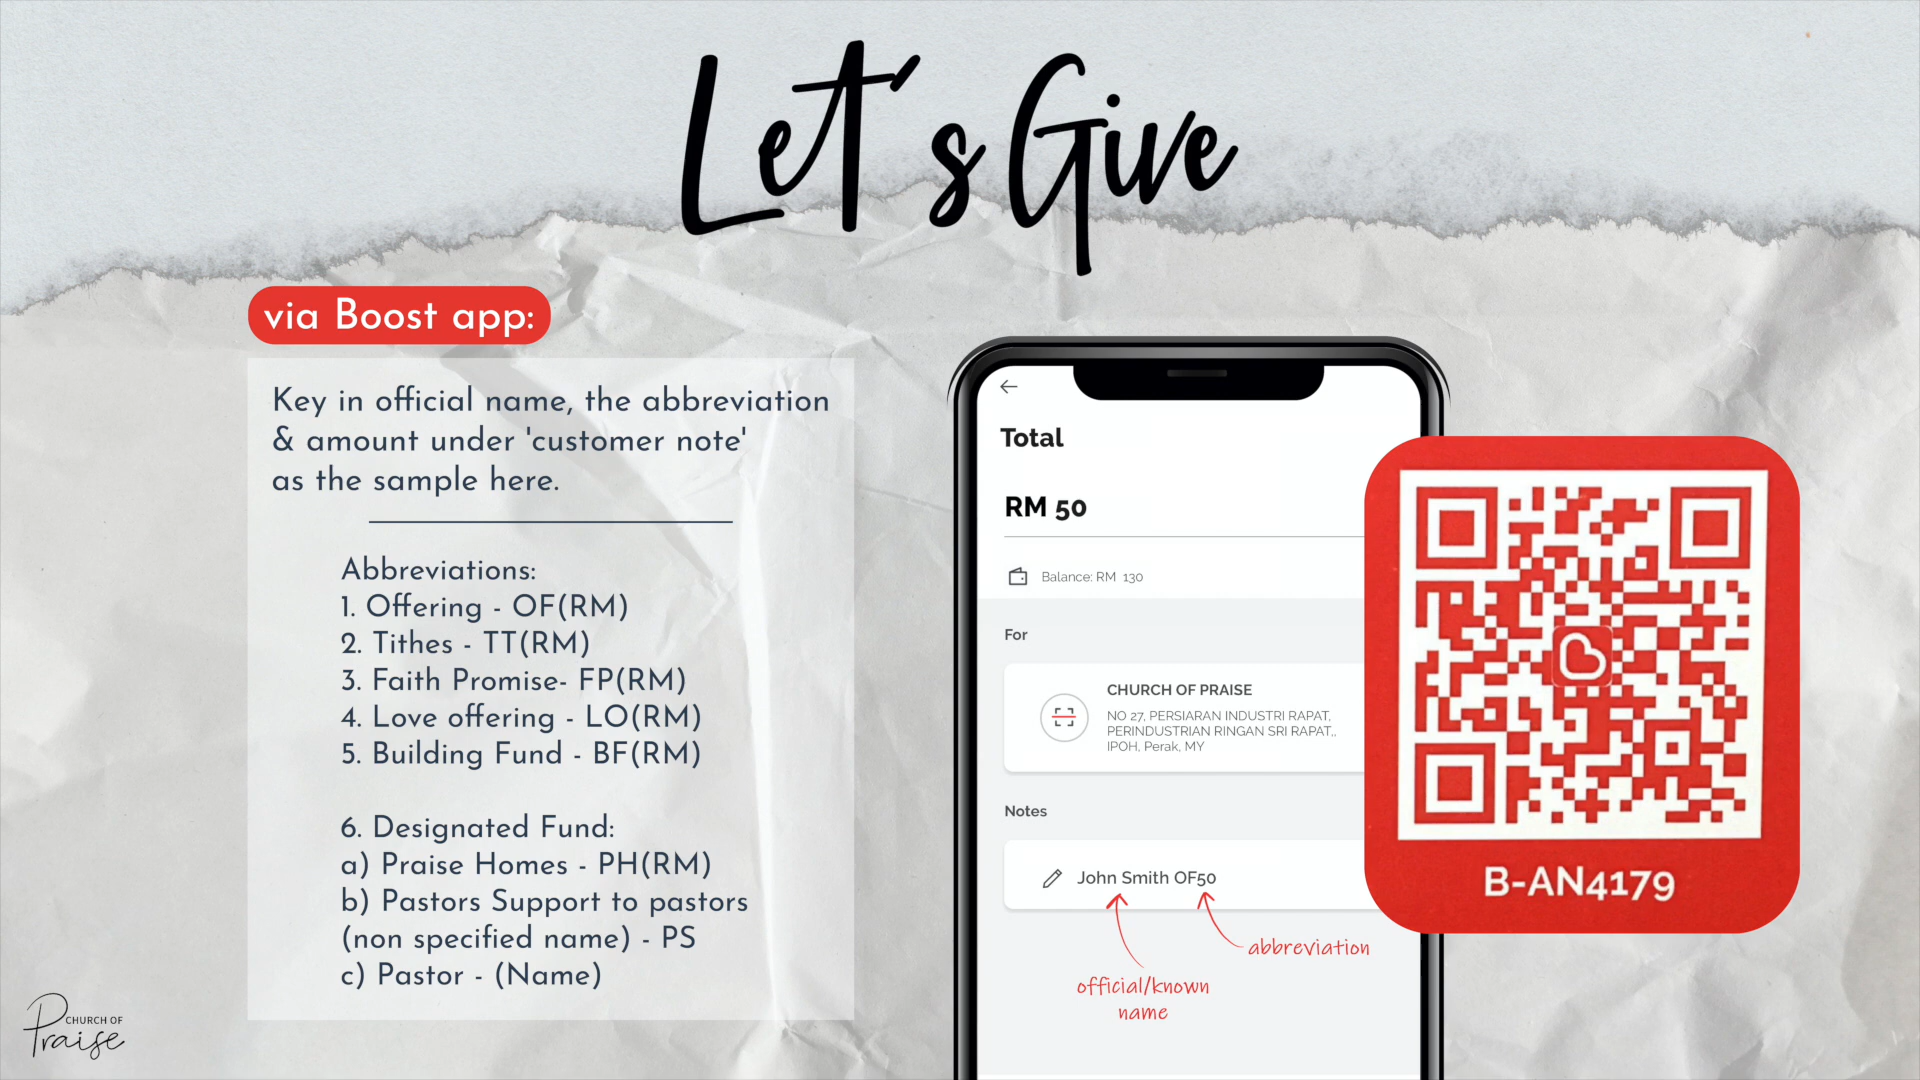 Let's Give
via Boost app:
Key in official name, the abbreviation
& amount under 'customer note'
as the sample here.
Abbreviations:
1. Offering - OF(RM)
2. Tithes - TT(RM)
3. Faith Promise- FP(RM)
4. Love offering - LO(RM)
5. Building Fund - BF(RM)
6. Designated Fund:
a) Praise Homes - PH(RM)
b) Pastors Support to pastors
(non specified name) - PS
c) Pastor - (Name)
Total
RM 50
Balance: RM 130
For
CHURCH OF PRAISE
NO 27, PERSIARAN INDUSTRI RAPAT,
PERINDUSTRIAN RINGAN SRI RAPAT,,
IPOH, Perak, MY
Notes
John Smith OF50
abbreviation
official/known
name
B-AN4179
CHURCH OF
Praise